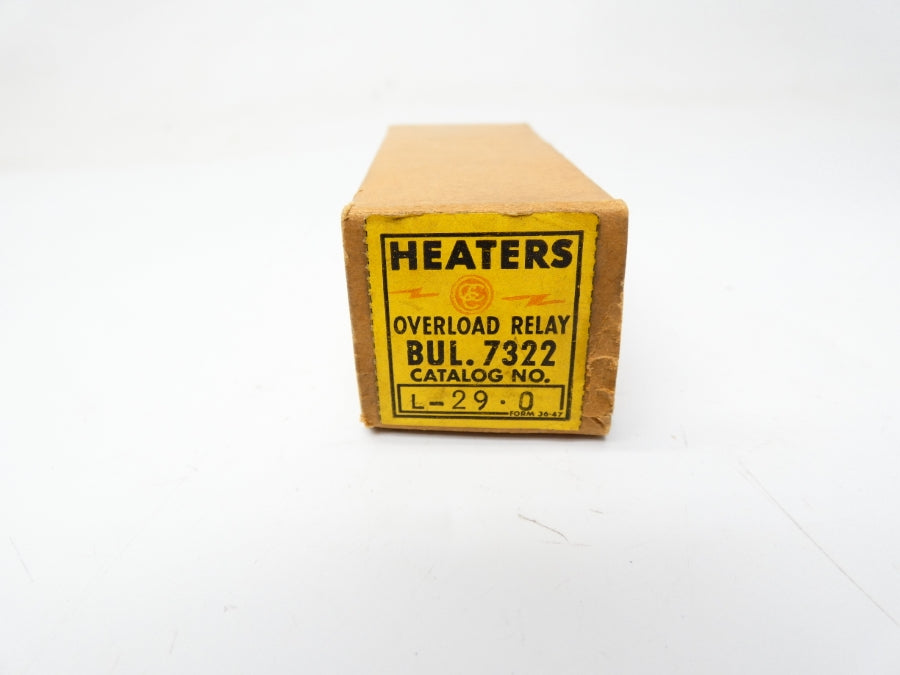 HEATERS
OVERLOAD RELAY
BUL. 7322
CATALOG NO.
L-29.0
FORM 36-47